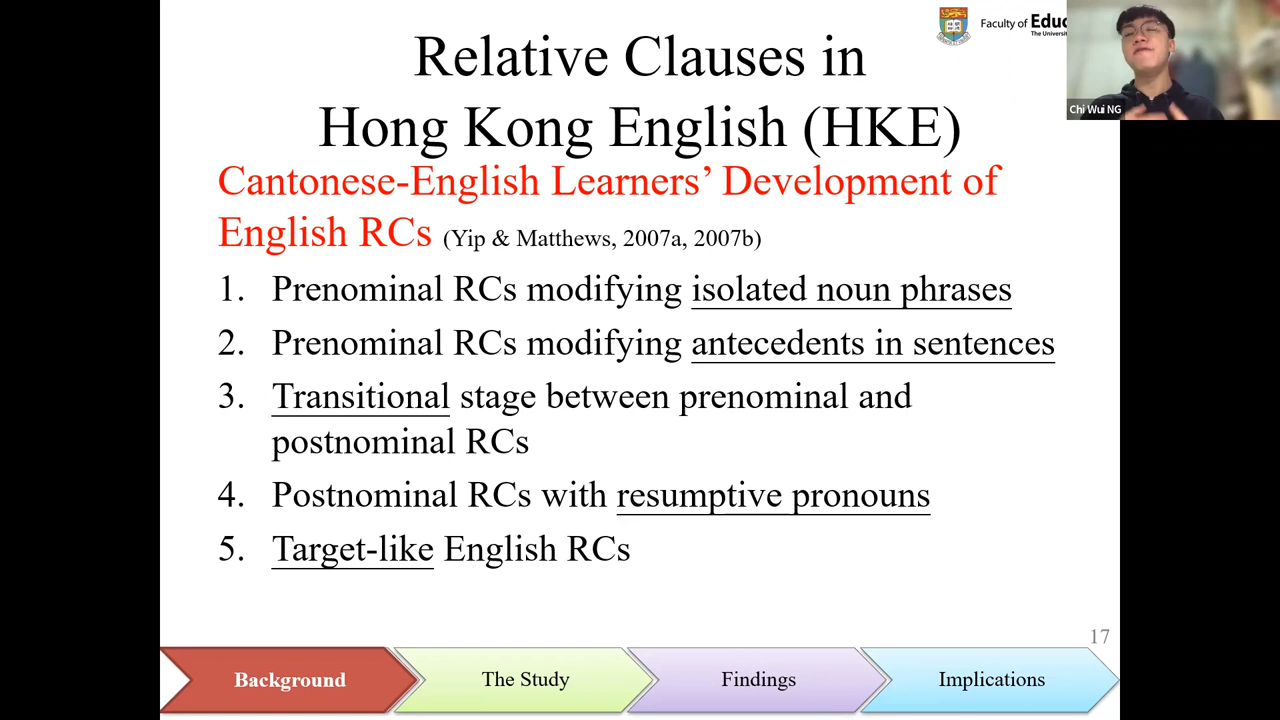 Relative Clauses in
Hong Kong English (HKE)
Faculty of Educ
The Univers
Chi Wui NG
Cantonese-English Learners’ Development of
English RCs (Yip & Matthews, 2007a, 2007b)
1. Prenominal RCs modifying isolated noun phrases
2. Prenominal RCs modifying antecedents in sentences
3. Transitional stage between prenominal and
postnominal RCs
4. Postnominal RCs with resumptive pronouns
5. Target-like English RCs
17
Background
The Study
Findings
Implications